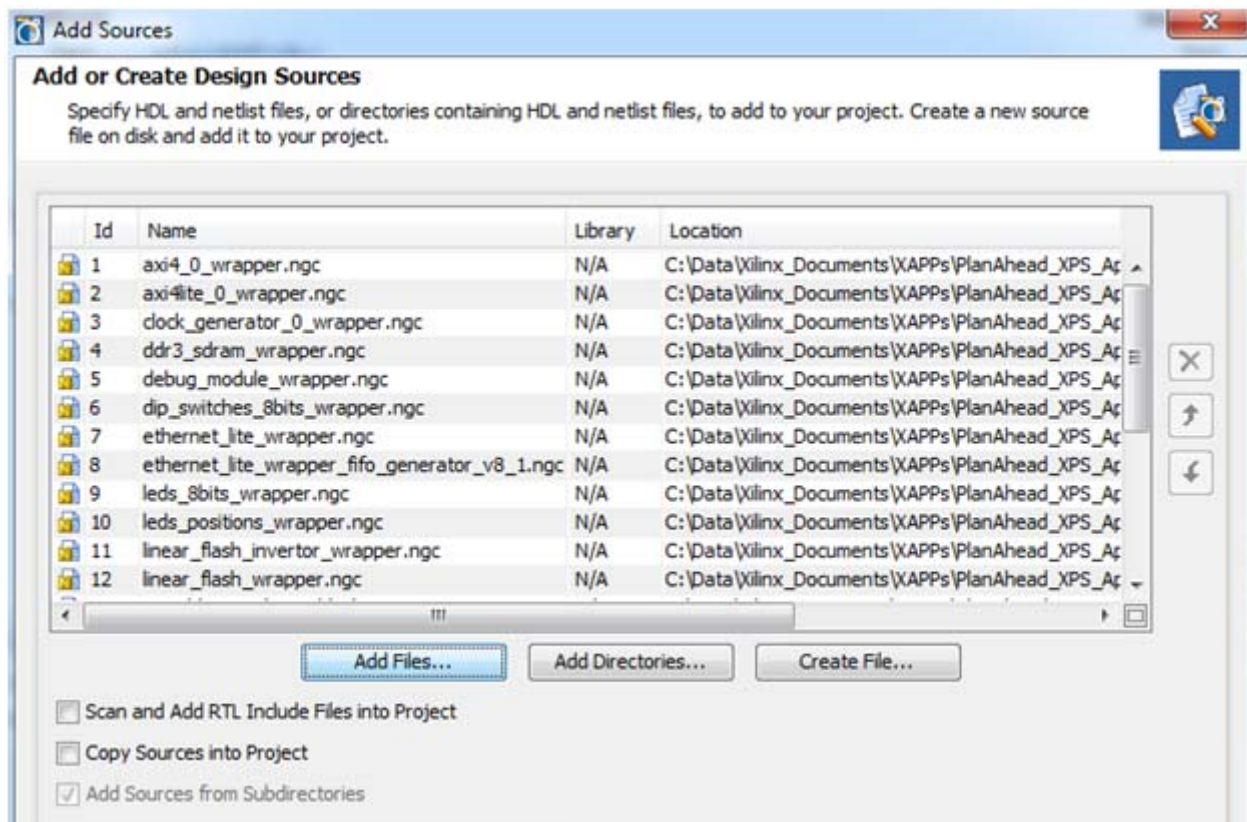 Add Sources
Add or Create Design Sources
Specify HDL and netlist files, or directories containing HDL and netlist files, to add to your project. Create a new source
file on disk and add it to your project.
Id Name Library Location
1 axi4_0_wrapper.ngc N/A C:\Data\Xilinx_Documents\XAPPs\PlanAhead_XPS_Ap
2 axi4lite_0_wrapper.ngc N/A C:\Data\Xilinx_Documents\XAPPs\PlanAhead_XPS_Ap
3 clock_generator_0_wrapper.ngc N/A C:\Data\Xilinx_Documents\XAPPs\PlanAhead_XPS_Ap
4 ddr3_sdram_wrapper.ngc N/A C:\Data\Xilinx_Documents\XAPPs\PlanAhead_XPS_Ap
5 debug_module_wrapper.ngc N/A C:\Data\Xilinx_Documents\XAPPs\PlanAhead_XPS_Ap
6 dip_switches_8bits_wrapper.ngc N/A C:\Data\Xilinx_Documents\XAPPs\PlanAhead_XPS_Ap
7 ethernet_lite_wrapper.ngc N/A C:\Data\Xilinx_Documents\XAPPs\PlanAhead_XPS_Ap
8 ethernet_lite_wrapper_fifo_generator_v8_1.ngc N/A C:\Data\Xilinx_Documents\XAPPs\PlanAhead_XPS_Ap
9 leds_8bits_wrapper.ngc N/A C:\Data\Xilinx_Documents\XAPPs\PlanAhead_XPS_Ap
10 leds_positions_wrapper.ngc N/A C:\Data\Xilinx_Documents\XAPPs\PlanAhead_XPS_Ap
11 linear_flash_invertor_wrapper.ngc N/A C:\Data\Xilinx_Documents\XAPPs\PlanAhead_XPS_Ap
12 linear_flash_wrapper.ngc N/A C:\Data\Xilinx_Documents\XAPPs\PlanAhead_XPS_Ap
Add Files... Add Directories... Create File...
Scan and Add RTL Include Files into Project
Copy Sources into Project
Add Sources from Subdirectories